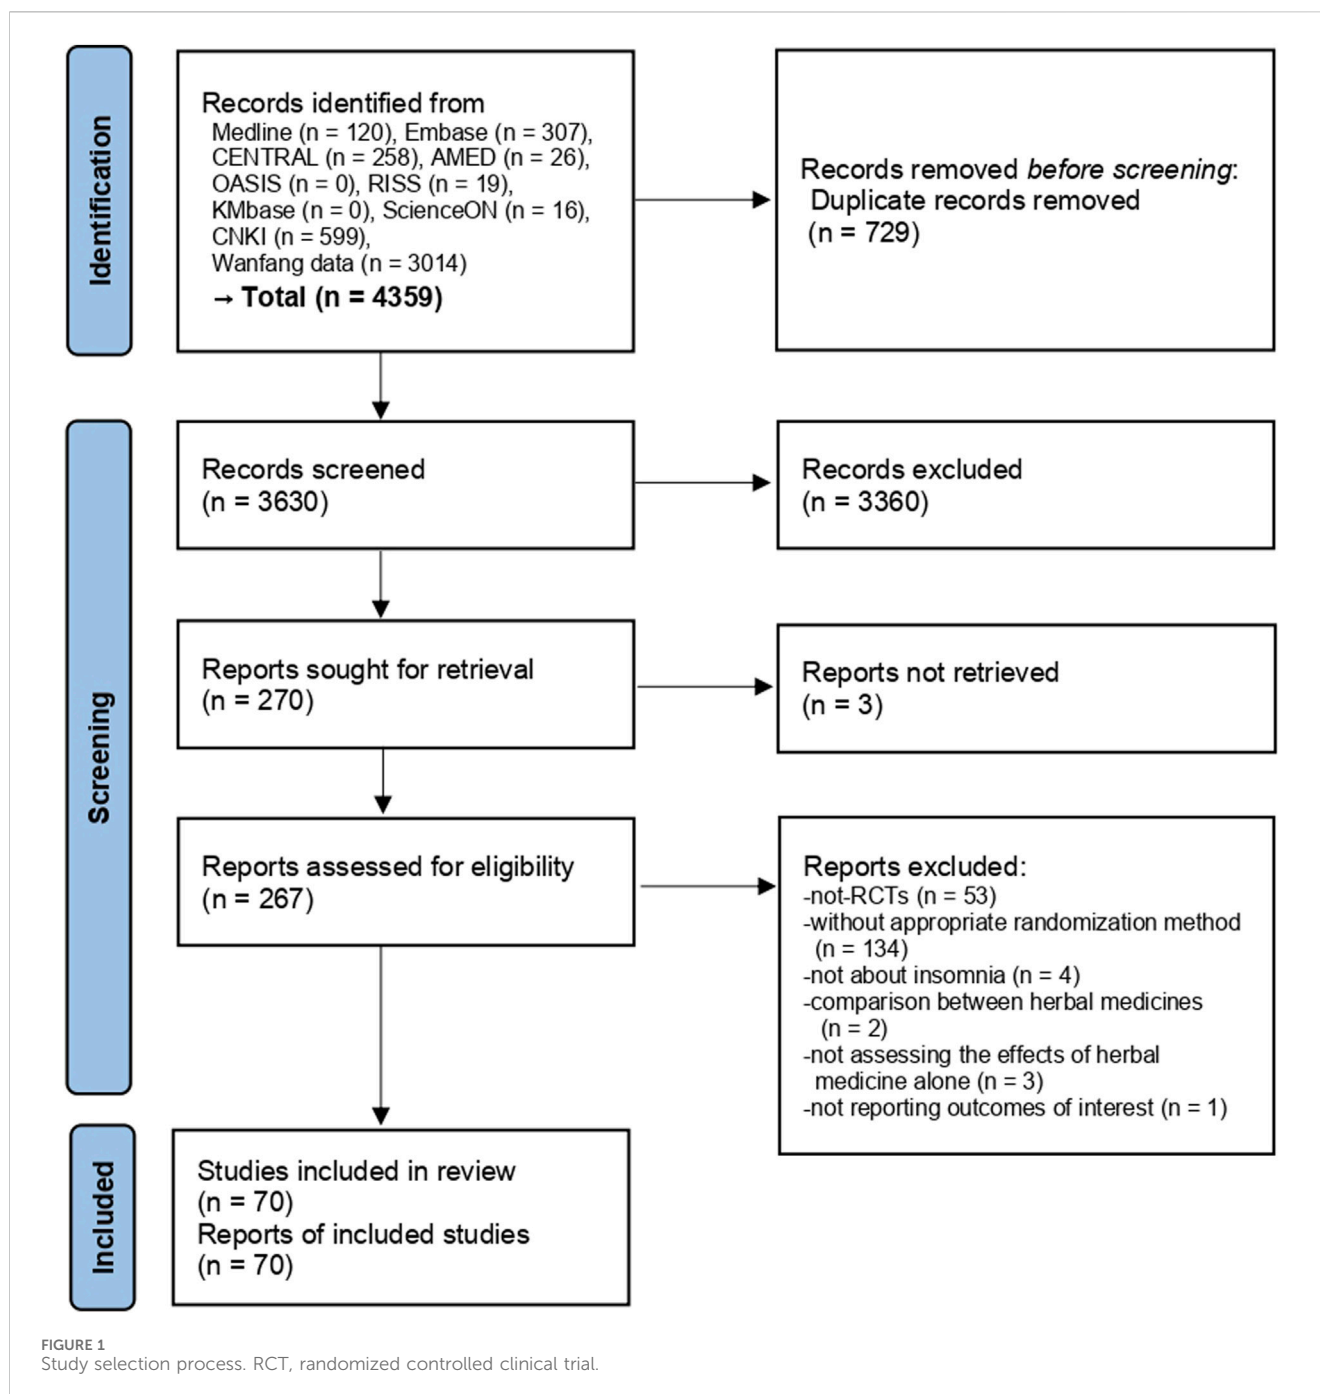 Identification
Records identified from
Medline (n = 120), Embase (n = 307),
CENTRAL (n = 258), AMED (n = 26),
OASIS (n = 0), RISS (n = 19),
KMbase (n = 0), ScienceON (n = 16),
CNKI (n = 599),
Wanfang data (n = 3014)
→ Total (n = 4359)
Records removed before screening:
Duplicate records removed
(n = 729)
Screening
Records screened
(n = 3630)
Records excluded
(n = 3360)
Reports sought for retrieval
(n = 270)
Reports not retrieved
(n = 3)
Reports assessed for eligibility
(n = 267)
Reports excluded:
-not-RCTs (n = 53)
-without appropriate randomization method
(n = 134)
-not about insomnia (n = 4)
-comparison between herbal medicines
(n = 2)
-not assessing the effects of herbal
medicine alone (n = 3)
-not reporting outcomes of interest (n = 1)
Included
Studies included in review
(n = 70)
Reports of included studies
(n = 70)
FIGURE 1
Study selection process. RCT, randomized controlled clinical trial.